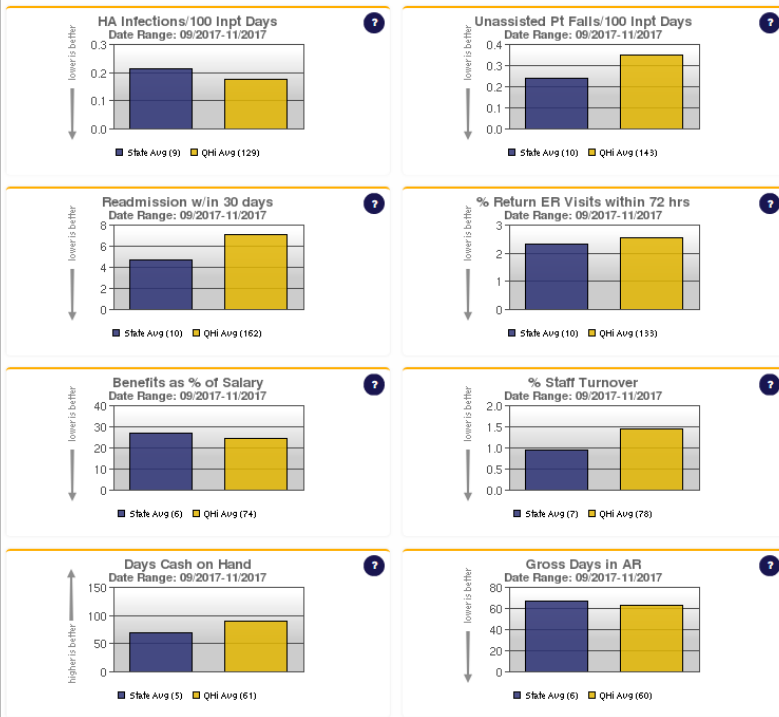 HA Infections/100 Inpt Days
?
Date Range: 09/2017-11/2017
lower is better
0.3
0.2
0.1
0.0
State Avg (9) QHi Avg (129)
Unassisted Pt Falls/100 Inpt Days
?
Date Range: 09/2017-11/2017
lower is better
0.4
0.3
0.2
0.1
0.0
State Avg (10) QHi Avg (143)
Readmission w/in 30 days
?
Date Range: 09/2017-11/2017
lower is better
8
6
4
2
0
State Avg (10) QHi Avg (162)
% Return ER Visits within 72 hrs
?
Date Range: 09/2017-11/2017
lower is better
3
2
1
0
State Avg (10) QHi Avg (133)
Benefits as % of Salary
?
Date Range: 09/2017-11/2017
lower is better
40
30
20
10
0
State Avg (6) QHi Avg (74)
% Staff Turnover
?
Date Range: 09/2017-11/2017
lower is better
2.0
1.5
1.0
0.5
0.0
State Avg (7) QHi Avg (78)
Days Cash on Hand
?
Date Range: 09/2017-11/2017
higher is better
150
100
50
0
State Avg (5) QHi Avg (61)
Gross Days in AR
?
Date Range: 09/2017-11/2017
lower is better
80
60
40
20
0
State Avg (6) QHi Avg (60)